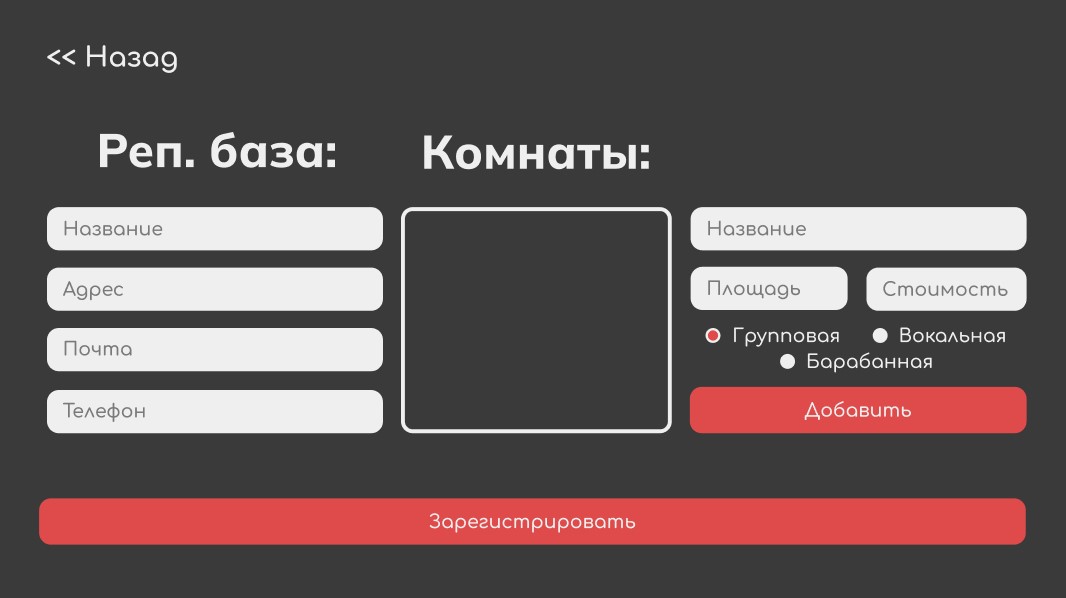 << Назад
Реп. база:
Комнаты:
Название
Адрес
Почта
Телефон
Название
Площадь
Стоимость
Групповая
Вокальная
Барабанная
Добавить
Зарегистрировать